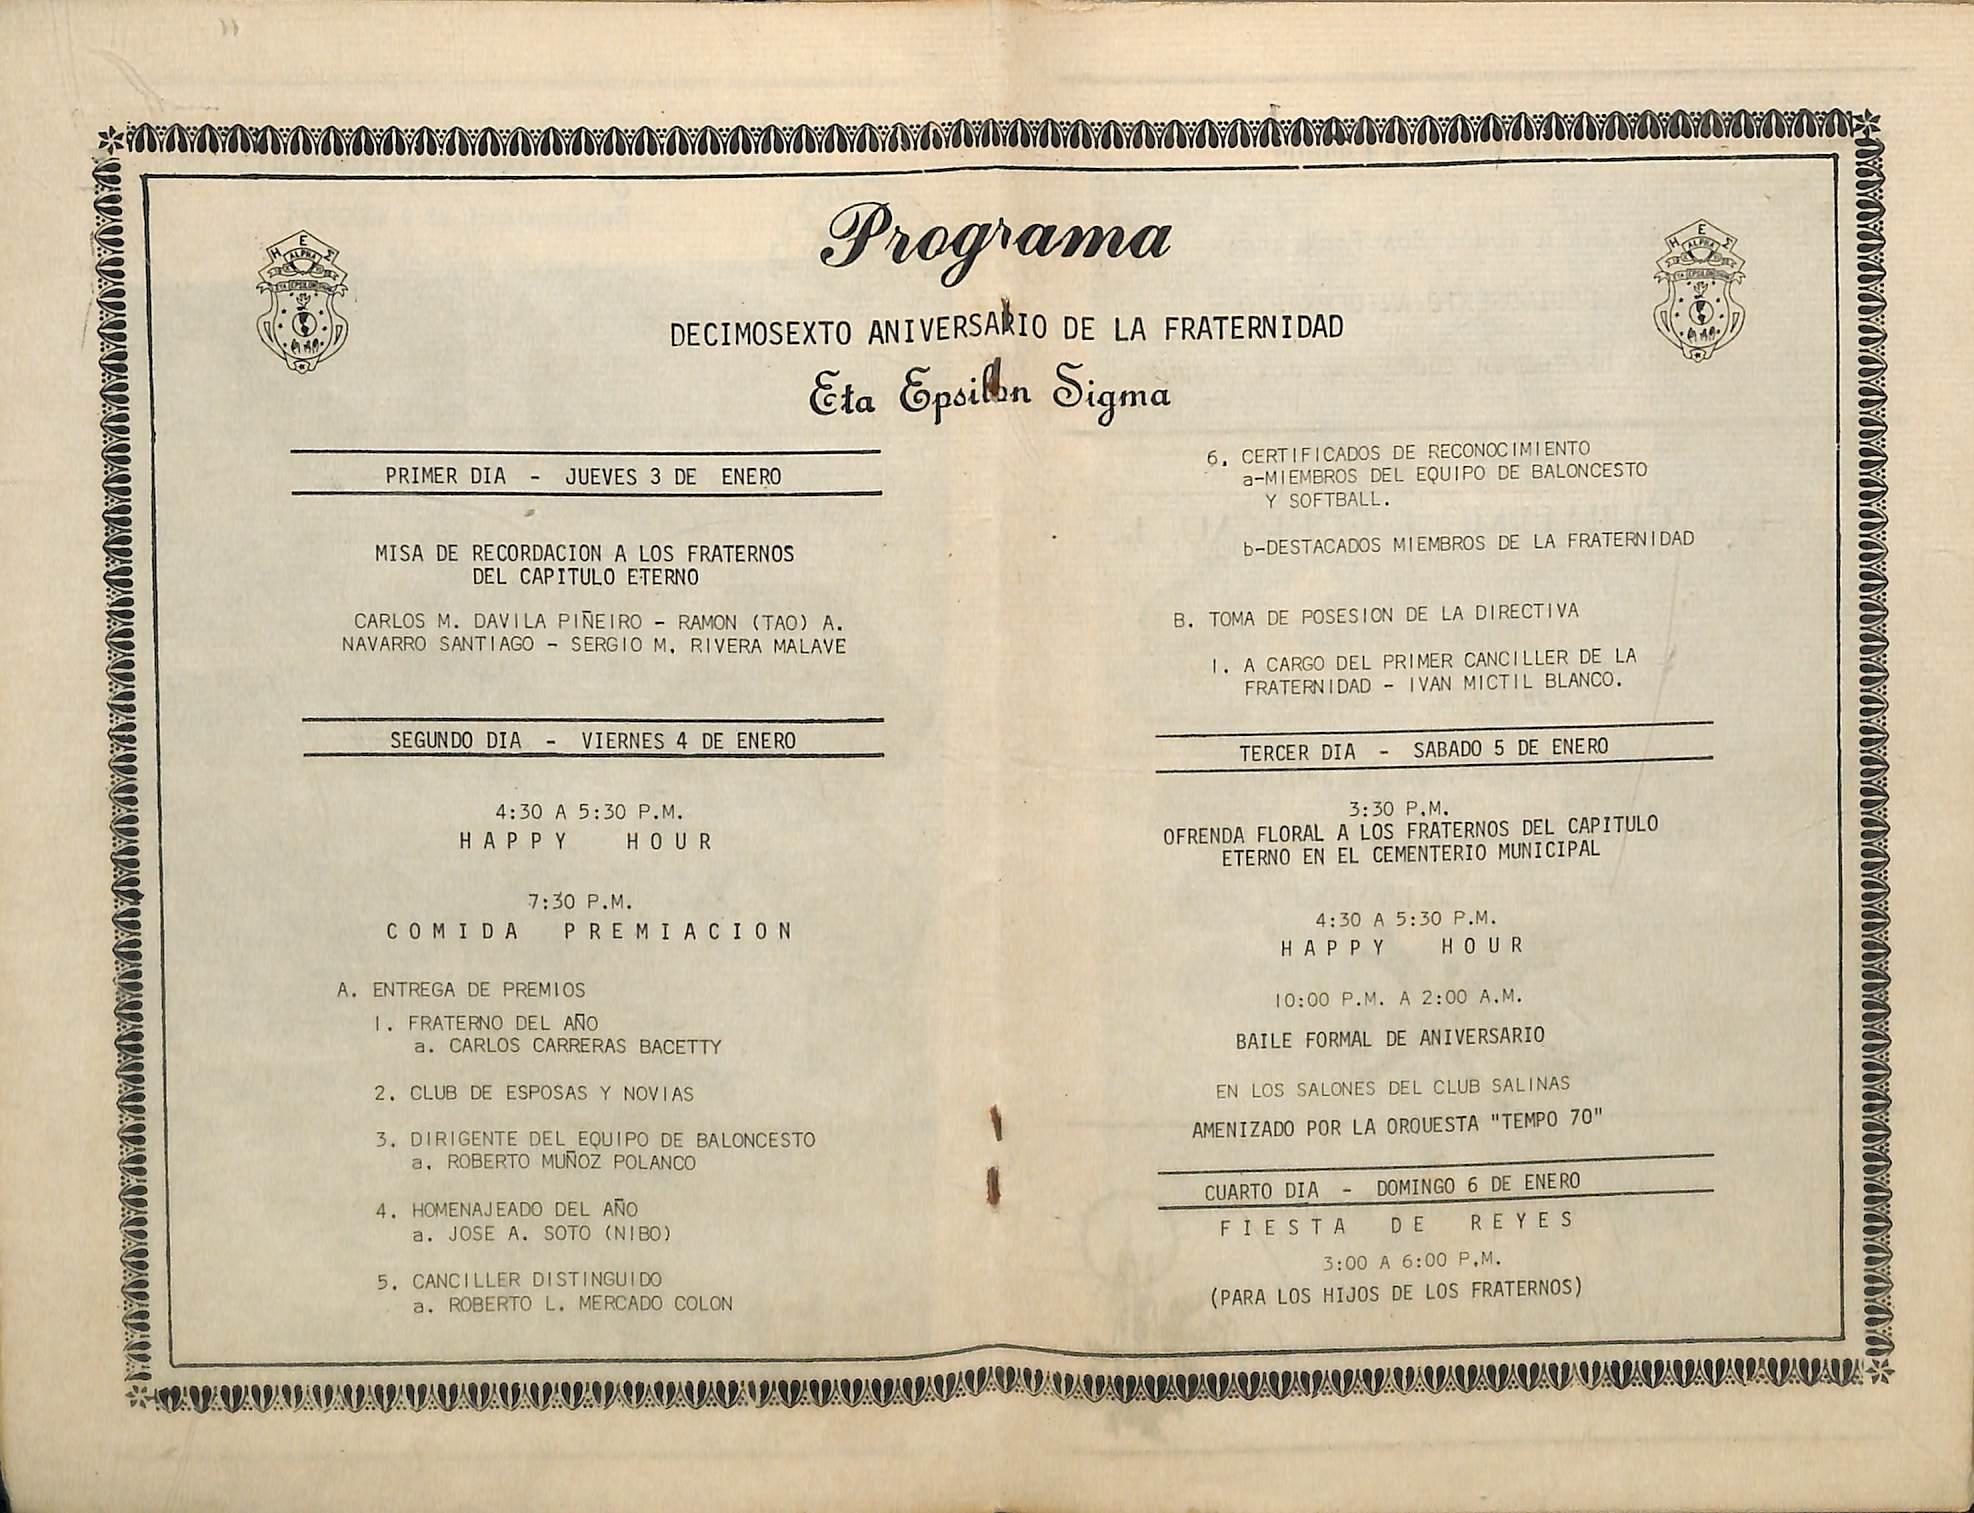 Programa
DECIMOSEXTO ANIVERSARIO DE LA FRATERNIDAD
Eta Epsilon Sigma
H E Σ
ALPHA
ETA EPSILON SIGMA
H E Σ
ALPHA
ETA EPSILON SIGMA
PRIMER DIA - JUEVES 3 DE ENERO
MISA DE RECORDACION A LOS FRATERNOS
DEL CAPITULO ETERNO
CARLOS M. DAVILA PIÑEIRO - RAMON (TAO) A.
NAVARRO SANTIAGO - SERGIO M. RIVERA MALAVE
SEGUNDO DIA - VIERNES 4 DE ENERO
4:30 A 5:30 P.M.
HAPPY HOUR
7:30 P.M.
COMIDA PREMIACION
A. ENTREGA DE PREMIOS
1. FRATERNO DEL AÑO
a. CARLOS CARRERAS BACETTY
2. CLUB DE ESPOSAS Y NOVIAS
3. DIRIGENTE DEL EQUIPO DE BALONCESTO
a. ROBERTO MUÑOZ POLANCO
4. HOMENAJEADO DEL AÑO
a. JOSE A. SOTO (NIBO)
5. CANCILLER DISTINGUIDO
a. ROBERTO L. MERCADO COLON
6. CERTIFICADOS DE RECONOCIMIENTO
a-MIEMBROS DEL EQUIPO DE BALONCESTO
Y SOFTBALL.
b-DESTACADOS MIEMBROS DE LA FRATERNIDAD
B. TOMA DE POSESION DE LA DIRECTIVA
1. A CARGO DEL PRIMER CANCILLER DE LA
FRATERNIDAD - IVAN MICTIL BLANCO.
TERCER DIA - SABADO 5 DE ENERO
3:30 P.M.
OFRENDA FLORAL A LOS FRATERNOS DEL CAPITULO
ETERNO EN EL CEMENTERIO MUNICIPAL
4:30 A 5:30 P.M.
HAPPY HOUR
10:00 P.M. A 2:00 A.M.
BAILE FORMAL DE ANIVERSARIO
EN LOS SALONES DEL CLUB SALINAS
AMENIZADO POR LA ORQUESTA "TEMPO 70"
CUARTO DIA - DOMINGO 6 DE ENERO
FIESTA DE REYES
3:00 A 6:00 P.M.
(PARA LOS HIJOS DE LOS FRATERNOS)